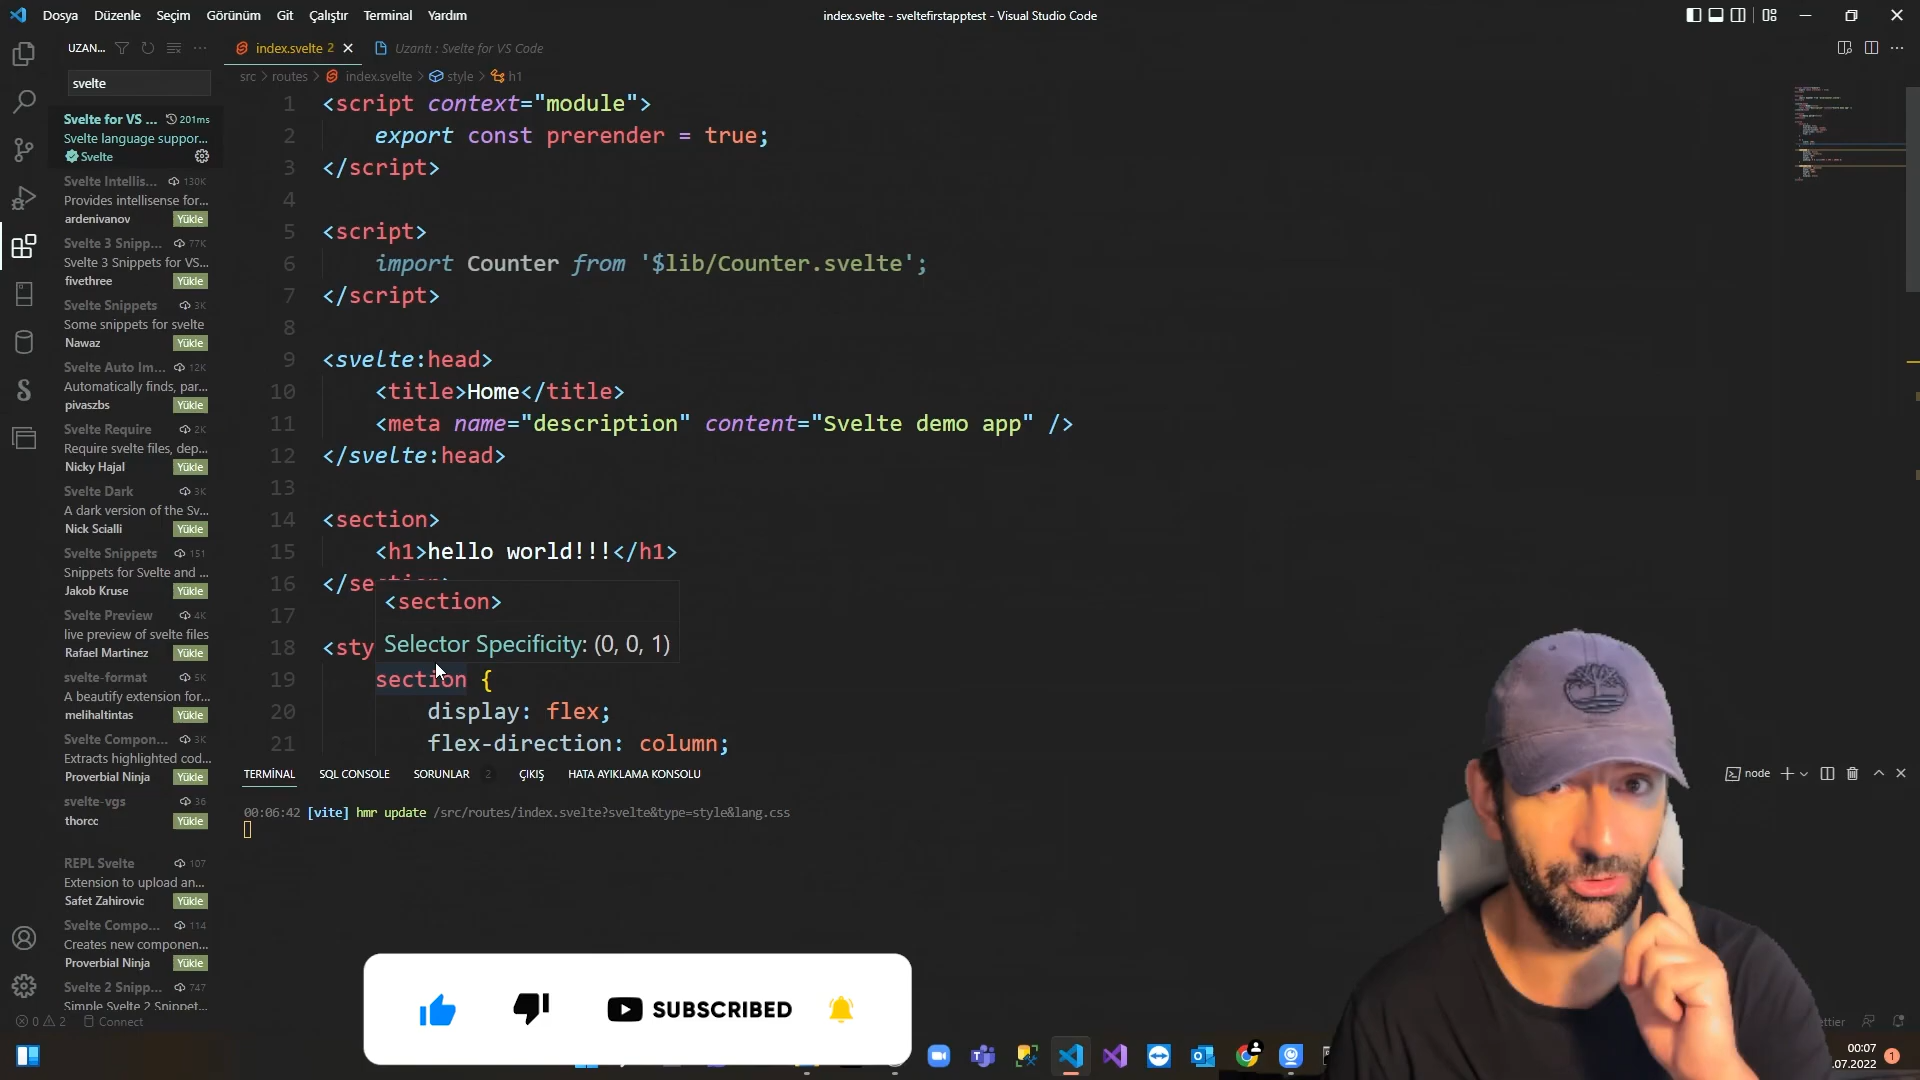 Dosya Düzenle Seçim Görünüm Git Çalıştır Terminal Yardım
index.svelte - sveltefirstapptest - Visual Studio Code
UZAN...
index.svelte 2
Uzantı : Svelte for VS Code
svelte
src > routes > index.svelte > style > h1
Svelte for VS ... 201ms
Svelte language suppor...
Svelte
Svelte Intellis... 130K
Provides intellisense for...
ardenivanov Yükle
Svelte 3 Snipp... 77K
Svelte 3 Snippets for VS...
fivethree Yükle
Svelte Snippets 3K
Some snippets for svelte
Nawaz Yükle
Svelte Auto Im... 12K
Automatically finds, par...
pivaszbs Yükle
Svelte Require 2K
Require svelte files, dep...
Nicky Hajal Yükle
Svelte Dark 3K
A dark version of the Sv...
Nick Scialli Yükle
Svelte Snippets 151
Snippets for Svelte and ...
Jakob Kruse Yükle
Svelte Preview 4K
live preview of svelte files
Rafael Martinez Yükle
svelte-format 5K
A beautify extension for...
melihaltintas Yükle
Svelte Compon... 3K
Extracts highlighted cod...
Proverbial Ninja Yükle
svelte-vgs 36
thorcc Yükle
REPL Svelte 107
Extension to upload an...
Safet Zahirovic Yükle
Svelte Compo... 114
Creates new componen...
Proverbial Ninja Yükle
Svelte 2 Snipp... 747
Simple Svelte 2 Snippet...
1 <script context="module">
2 export const prerender = true;
3 </script>
4
5 <script>
6 import Counter from '$lib/Counter.svelte';
7 </script>
8
9 <svelte:head>
10 <title>Home</title>
11 <meta name="description" content="Svelte demo app" />
12 </svelte:head>
13
14 <section>
15 <h1>hello world!!!</h1>
16 </se
<section>
17
Selector Specificity: (0, 0, 1)
18 <sty
19 section {
20 display: flex;
21 flex-direction: column;
TERMİNAL SQL CONSOLE SORUNLAR 2 ÇIKIŞ HATA AYIKLAMA KONSOLU
node
00:06:42 [vite] hmr update /src/routes/index.svelte?svelte&type=style&lang.css
SUBSCRIBED
0 2 Connect
ettier
00:07
.07.2022
1